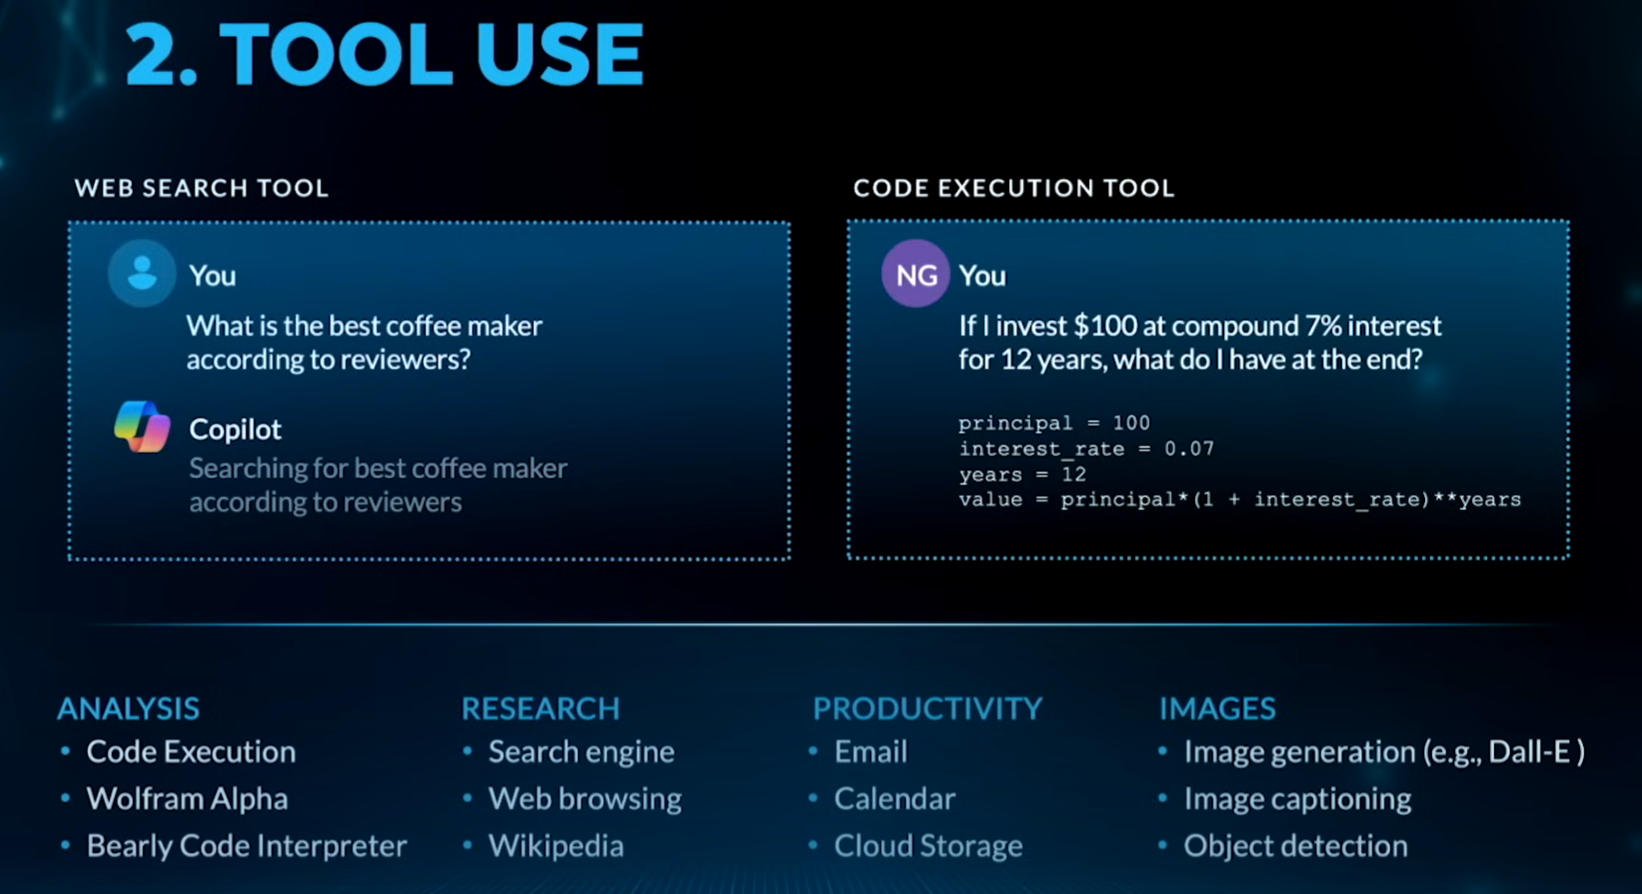 2. TOOL USE
WEB SEARCH TOOL
You
What is the best coffee maker
according to reviewers?
Copilot
Searching for best coffee maker
according to reviewers
CODE EXECUTION TOOL
NG You
If I invest $100 at compound 7% interest
for 12 years, what do I have at the end?
principal = 100
interest_rate = 0.07
years = 12
value = principal*(1 + interest_rate)**years
ANALYSIS
• Code Execution
• Wolfram Alpha
• Bearly Code Interpreter
RESEARCH
• Search engine
• Web browsing
• Wikipedia
PRODUCTIVITY
• Email
• Calendar
• Cloud Storage
IMAGES
• Image generation (e.g., Dall-E )
• Image captioning
• Object detection